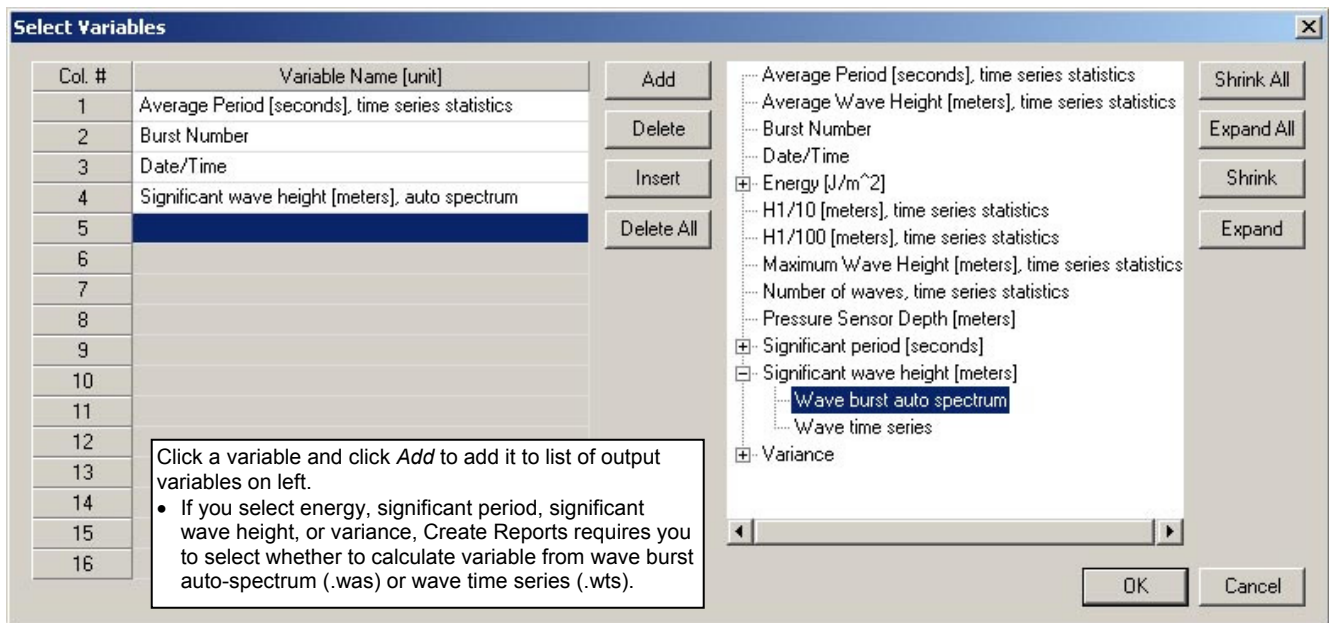 Select Variables
Col. #
Variable Name [unit]
1
Average Period [seconds], time series statistics
2
Burst Number
3
Date/Time
4
Significant wave height [meters], auto spectrum
5
6
7
8
9
10
11
12
13
14
15
16
Click a variable and click Add to add it to list of output
variables on left.
• If you select energy, significant period, significant
wave height, or variance, Create Reports requires you
to select whether to calculate variable from wave burst
auto-spectrum (.was) or wave time series (.wts).
Add
Delete
Insert
Delete All
Average Period [seconds], time series statistics
Average Wave Height [meters], time series statistics
Burst Number
Date/Time
Energy [J/m^2]
H1/10 [meters], time series statistics
H1/100 [meters], time series statistics
Maximum Wave Height [meters], time series statistics
Number of waves, time series statistics
Pressure Sensor Depth [meters]
Significant period [seconds]
Significant wave height [meters]
Wave burst auto spectrum
Wave time series
Variance
Shrink All
Expand All
Shrink
Expand
OK
Cancel